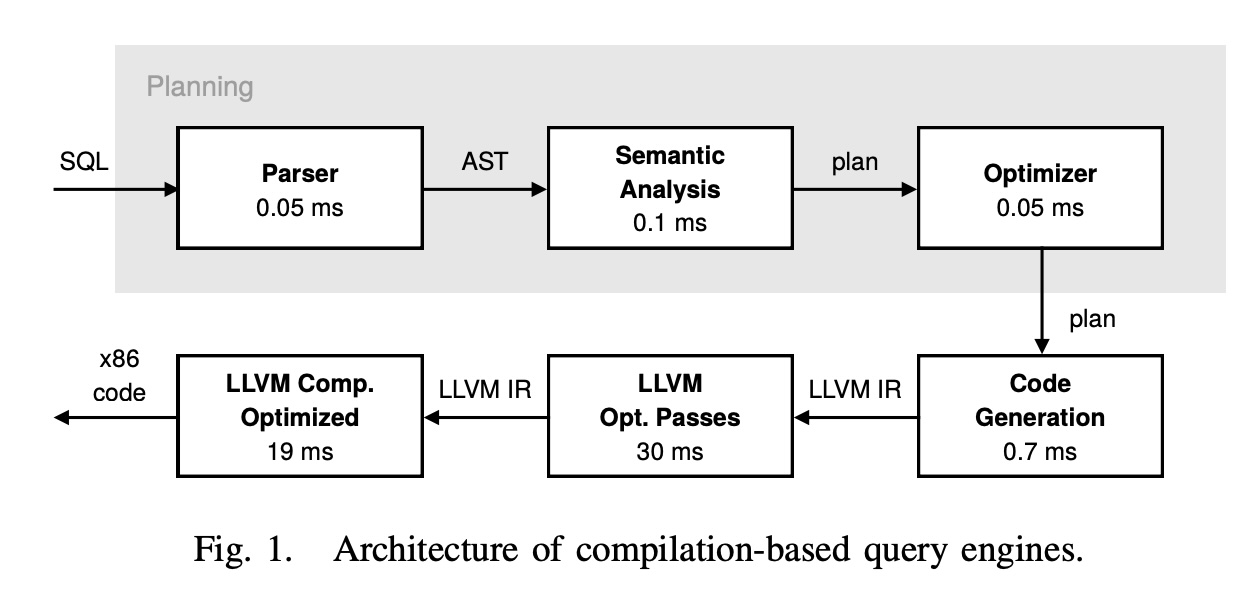 Planning
SQL
Parser
0.05 ms
AST
Semantic
Analysis
0.1 ms
plan
Optimizer
0.05 ms
plan
Code
Generation
0.7 ms
LLVM IR
LLVM
Opt. Passes
30 ms
LLVM IR
LLVM Comp.
Optimized
19 ms
x86
code
Fig. 1. Architecture of compilation-based query engines.